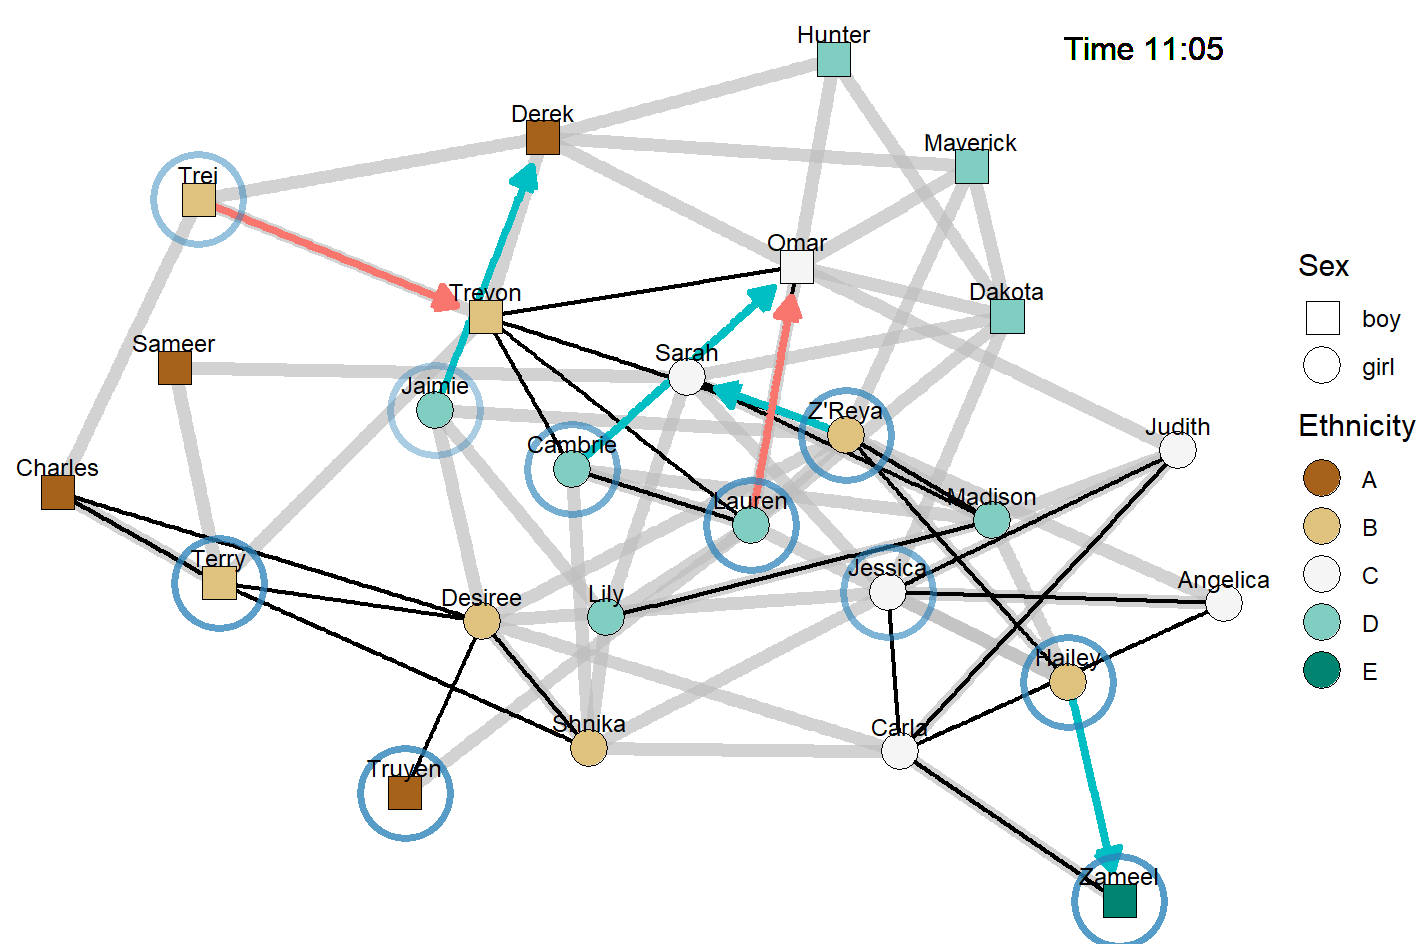 Hunter
Time 11:05
Derek
Maverick
Trei
Omar
Trevon
Dakota
Sameer
Sarah
Jaimie
Z'Reya
Cambrie
Judith
Charles
Lauren
Madison
Terry
Jessica
Angelica
Desiree
Lily
Hailey
Shnika
Carla
Truyen
Zameel
Sex
boy
girl
Ethnicity
A
B
C
D
E